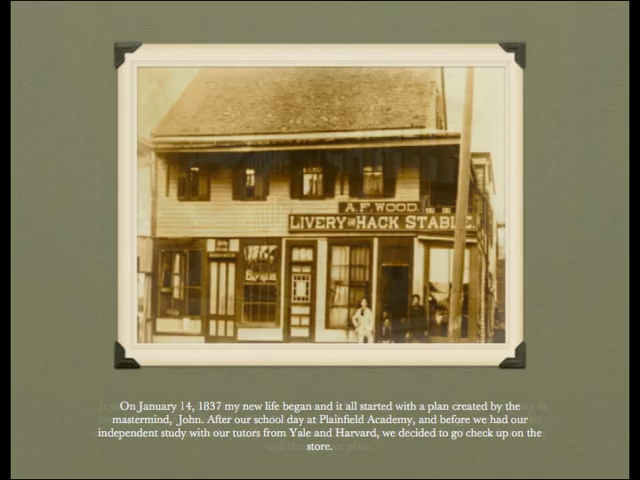 A.F. WOOD.
LIVERY AND HACK STABLE.
On January 14, 1837 my new life began and it all started with a plan created by the
mastermind, John. After our school day at Plainfield Academy, and before we had our
independent study with our tutors from Yale and Harvard, we decided to go check up on the
store.